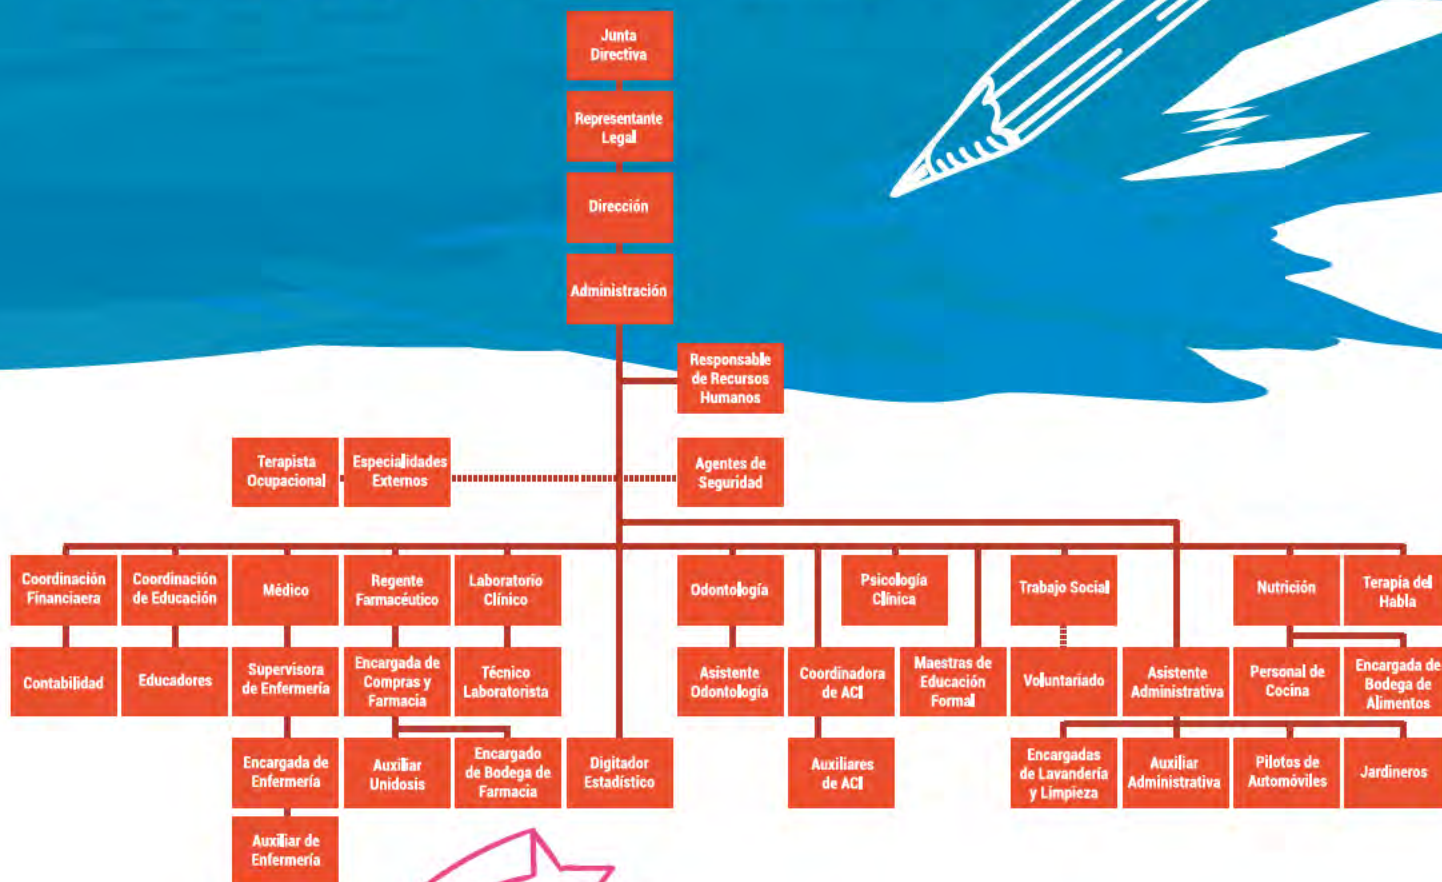 Junta
Directiva
Representante
Legal
Dirección
Administración
Responsable
de Recursos
Humanos
Terapista
Ocupacional
Especialidades
Externos
Agentes de
Seguridad
Coordinación
Financiaera
Coordinación
de Educación
Médico
Regente
Farmacéutico
Laboratorio
Clínico
Odontología
Psicología
Clínica
Trabajo Social
Nutrición
Terapia del
Habla
Contabilidad
Educadores
Supervisora
de Enfermería
Encargada de
Compras y
Farmacia
Técnico
Laboratorista
Asistente
Odontología
Coordinadora
de ACI
Maestras de
Educación
Formal
Voluntariado
Asistente
Administrativa
Personal de
Cocina
Encargada de
Bodega de
Alimentos
Encargada de
Enfermería
Auxiliar
Unidosis
Encargado
de Bodega de
Farmacia
Digitador
Estadístico
Auxiliares
de ACI
Encargadas
de Lavandería
y Limpieza
Auxiliar
Administrativa
Pilotos de
Automóviles
Jardineros
Auxiliar de
Enfermería